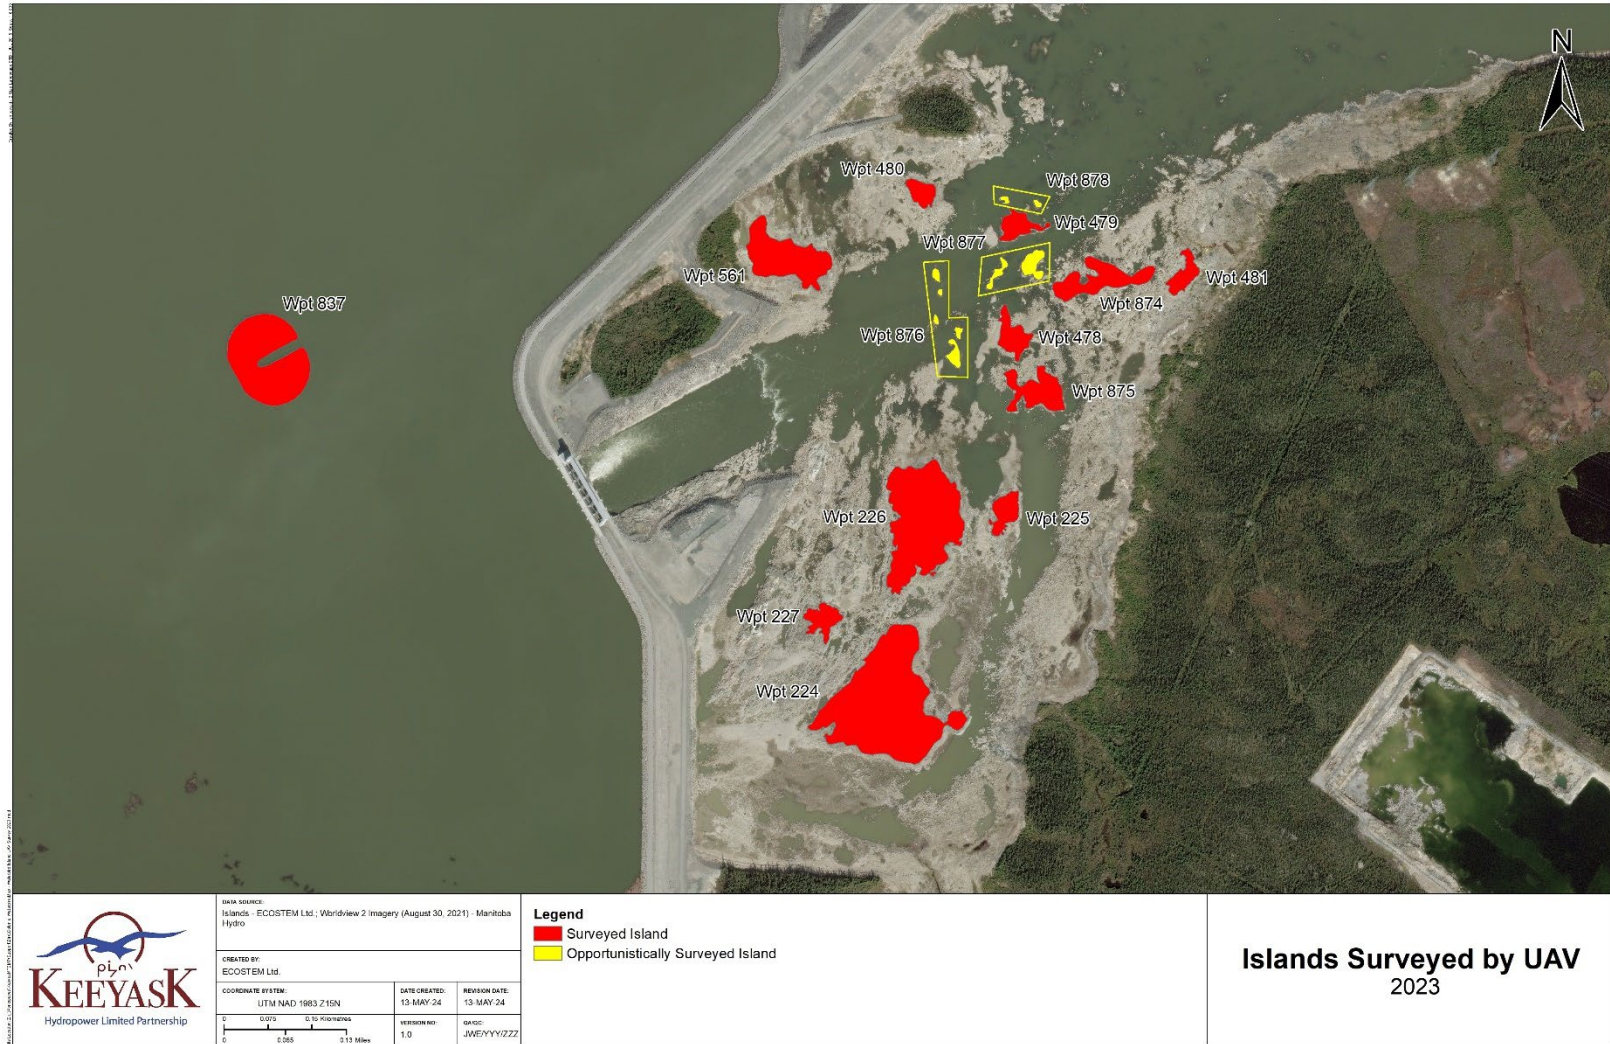 N
Wpt 480
Wpt 878
Wpt 479
Wpt 877
Wpt 561
Wpt 874
Wpt 481
Wpt 837
Wpt 876
Wpt 478
Wpt 875
Wpt 226
Wpt 225
Wpt 227
Wpt 224
KEEYASK
Hydropower Limited Partnership
DATA SOURCE:
Islands - ECOSTEM Ltd.; Worldview 2 Imagery (August 30, 2021) - Manitoba
Hydro
CREATED BY:
ECOSTEM Ltd.
COORDINATE SYSTEM:
UTM NAD 1983 Z15N
DATE CREATED:
13-MAY-24
REVISION DATE:
13-MAY-24
0 0.075 0.15 Kilometres
0 0.13 Miles
VERSION NO:
1.0
QA/QC:
JWE/YYY/ZZZ
Legend
Surveyed Island
Opportunistically Surveyed Island
Islands Surveyed by UAV
2023